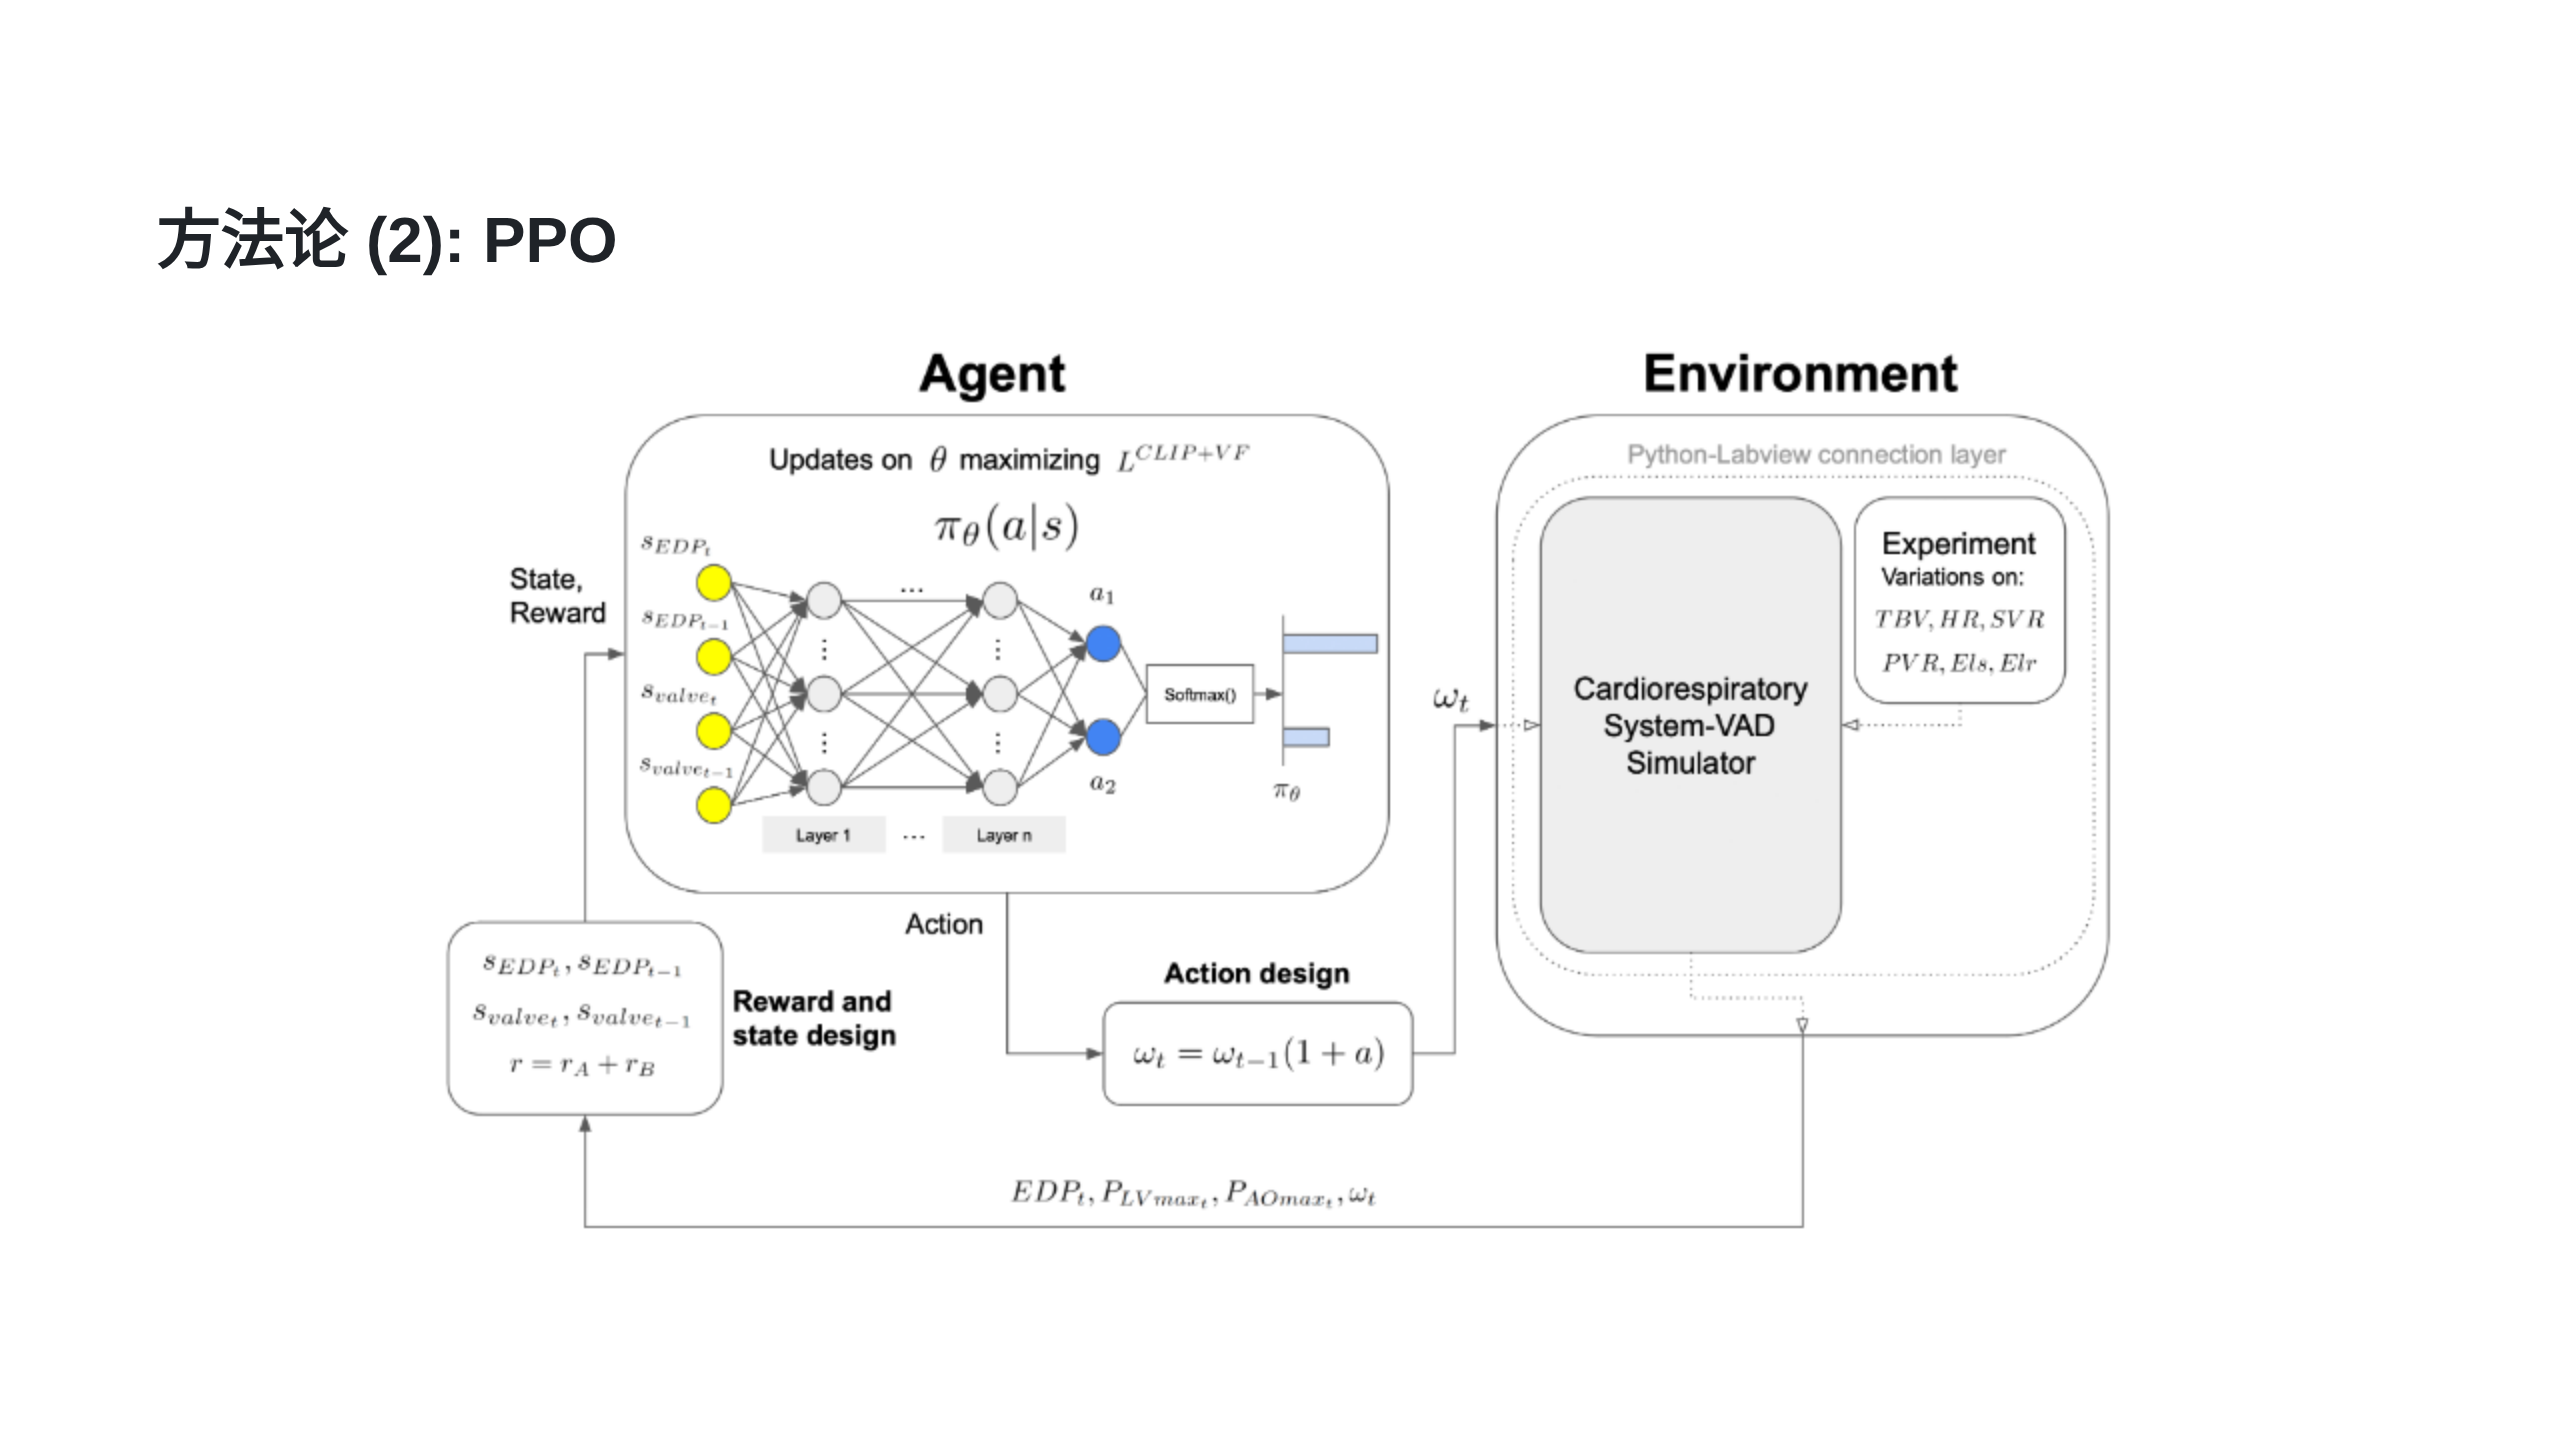 方法论 (2): PPO
Agent
Environment
Updates on θ maximizing L^{CLIP+VF}
π_θ(a|s)
s_{EDP_t}
s_{EDP_{t-1}}
s_{valve_t}
s_{valve_{t-1}}
...
a_1
a_2
Softmax()
π_θ
Layer 1 ... Layer n
State,
Reward
Action
s_{EDP_t}, s_{EDP_{t-1}}
s_{valve_t}, s_{valve_{t-1}}
r = r_A + r_B
Reward and
state design
Action design
ω_t = ω_{t-1}(1 + a)
ω_t
Python-Labview connection layer
Cardiorespiratory
System-VAD
Simulator
Experiment
Variations on:
TBV, HR, SVR
PVR, Els, Elr
EDP_t, P_{LVmax_t}, P_{AOmax_t}, ω_t